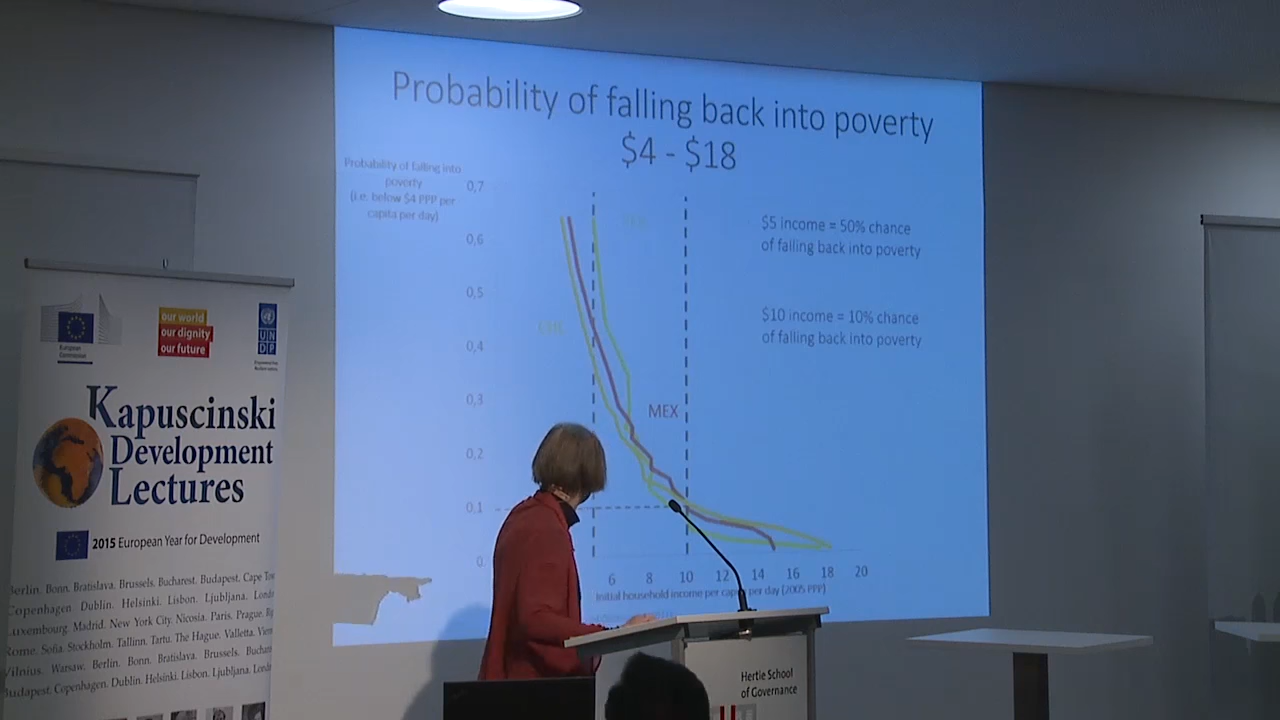 Probability of falling back into poverty
$4 - $18
Probability of falling into
poverty
(i.e. below $4 PPP per
capita per day)
0,7
0,6
0,5
0,4
0,3
0,2
0,1
0
MEX
$5 income = 50% chance
of falling back into poverty
$10 income = 10% chance
of falling back into poverty
6 8 10 12 14 16 18 20
Initial household income per capita per day (2005 PPP)
European
Commission
our world
our dignity
our future
UN
DP
Kapuscinski
Development
Lectures
2015 European Year for Development
Berlin. Bonn. Bratislava. Brussels. Bucharest. Budapest. Cape
Copenhagen Dublin. Helsinki. Lisbon. Ljubljana.
Luxembourg. Madrid. New York City. Nicosia. Paris. Prague.
Rome. Sofia. Stockholm. Tallinn. Tartu. The Hague. Valletta.
Vilnius. Warsaw. Berlin. Bonn. Bratislava. Brussels.
Budapest. Copenhagen. Dublin. Helsinki. Lisbon. Ljubljana.
Hertie School
of Governance